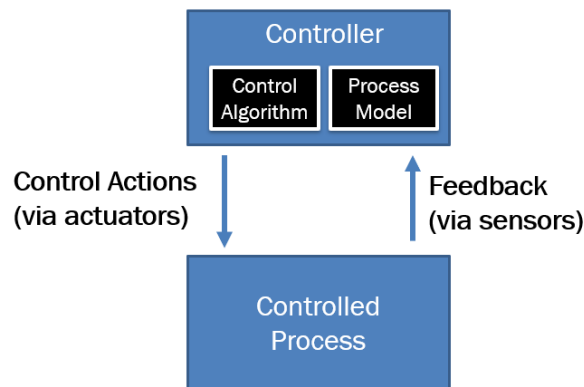 Controller
Control
Algorithm
Process
Model
Control Actions
(via actuators)
Feedback
(via sensors)
Controlled
Process